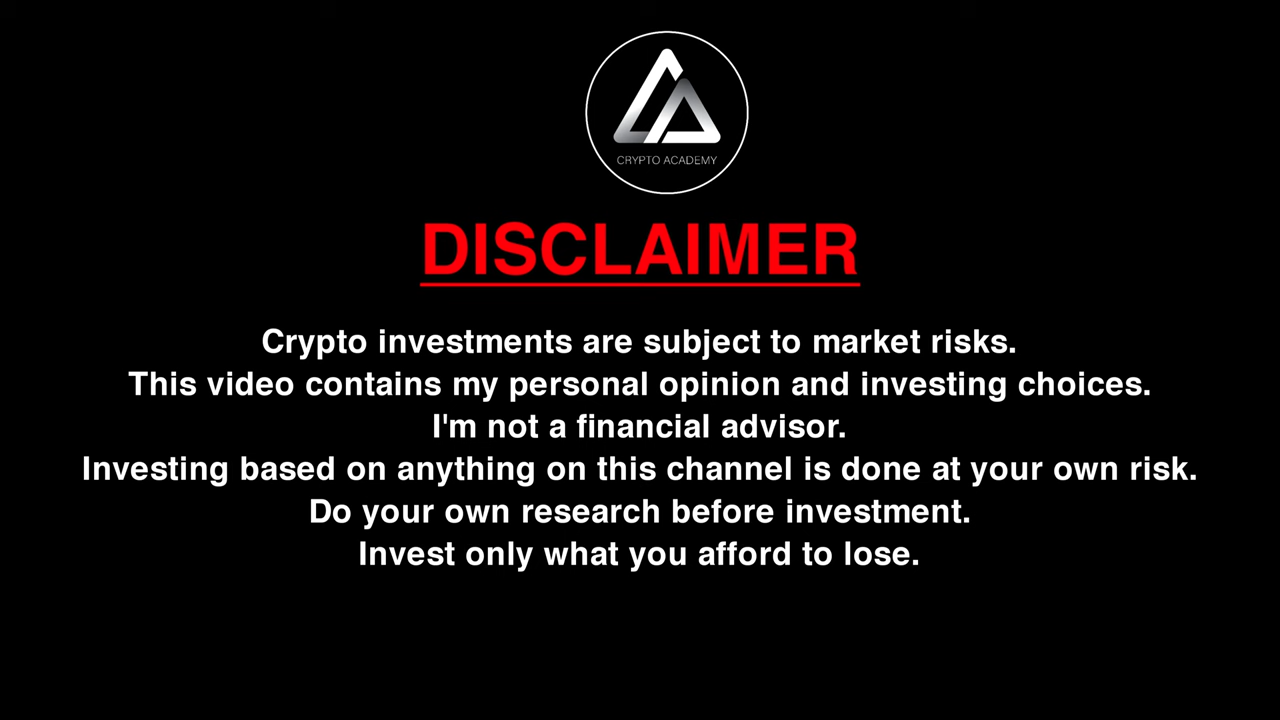 CRYPTO ACADEMY
DISCLAIMER
Crypto investments are subject to market risks.
This video contains my personal opinion and investing choices.
I'm not a financial advisor.
Investing based on anything on this channel is done at your own risk.
Do your own research before investment.
Invest only what you afford to lose.